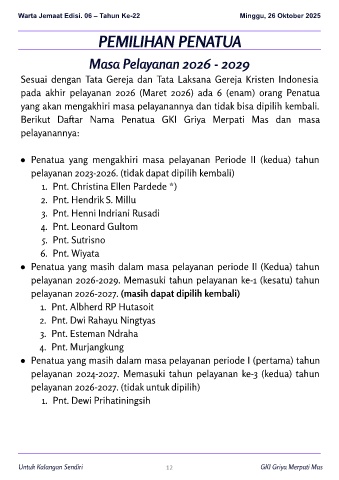 Warta Jemaat Edisi. 06 – Tahun Ke-22 Minggu, 26 Oktober 2025
PEMILIHAN PENATUA
Masa Pelayanan 2026 - 2029
Sesuai dengan Tata Gereja dan Tata Laksana Gereja Kristen Indonesia
pada akhir pelayanan 2026 (Maret 2026) ada 6 (enam) orang Penatua
yang akan mengakhiri masa pelayanannya dan tidak bisa dipilih kembali.
Berikut Daftar Nama Penatua GKI Griya Merpati Mas dan masa
pelayanannya:
• Penatua yang mengakhiri masa pelayanan Periode II (kedua) tahun
pelayanan 2023-2026. (tidak dapat dipilih kembali)
1. Pnt. Christina Ellen Pardede *)
2. Pnt. Hendrik S. Millu
3. Pnt. Henni Indriani Rusadi
4. Pnt. Leonard Gultom
5. Pnt. Sutrisno
6. Pnt. Wiyata
• Penatua yang masih dalam masa pelayanan periode II (Kedua) tahun
pelayanan 2026-2029. Memasuki tahun pelayanan ke-1 (kesatu) tahun
pelayanan 2026-2027. (masih dapat dipilih kembali)
1. Pnt. Albherd RP Hutasoit
2. Pnt. Dwi Rahayu Ningtyas
3. Pnt. Esteman Ndraha
4. Pnt. Murjangkung
• Penatua yang masih dalam masa pelayanan periode I (pertama) tahun
pelayanan 2024-2027. Memasuki tahun pelayanan ke-3 (kedua) tahun
pelayanan 2026-2027. (tidak untuk dipilih)
1. Pnt. Dewi Prihatiningsih
Untuk Kalangan Sendiri 12 GKI Griya Merpati Mas